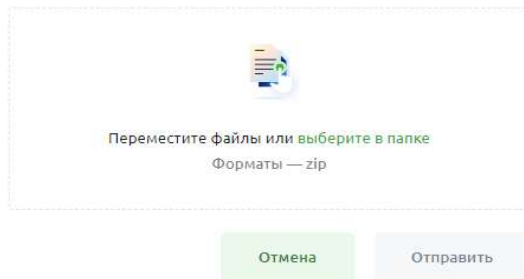 Переместите файлы или выберите в папке
Форматы — zip
Отмена
Отправить